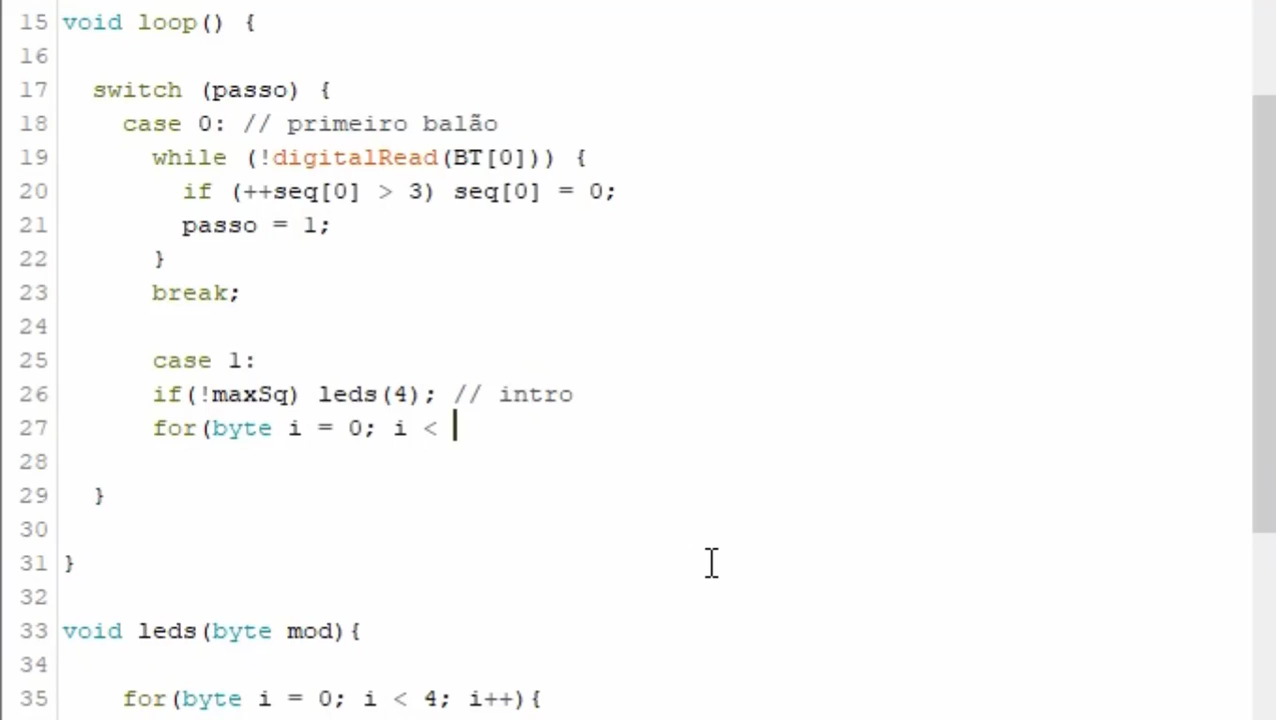 15 void loop() {
16
17 switch (passo) {
18 case 0: // primeiro balão
19 while (!digitalRead(BT[0])) {
20 if (++seq[0] > 3) seq[0] = 0;
21 passo = 1;
22 }
23 break;
24
25 case 1:
26 if(!maxSq) leds(4); // intro
27 for(byte i = 0; i <
28
29 }
30
31 }
32
33 void leds(byte mod){
34
35 for(byte i = 0; i < 4; i++){